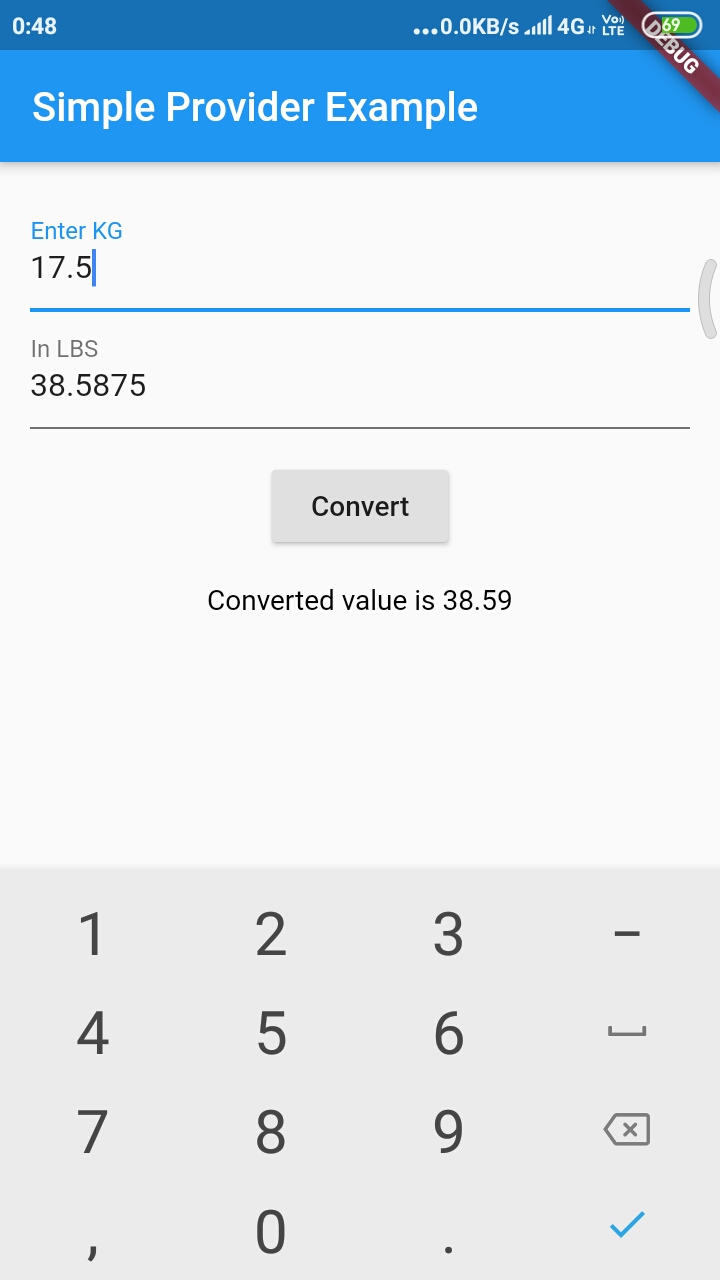 0:48 ...0.0KB/s 4G Vo) LTE 69
DEBUG
Simple Provider Example
Enter KG
17.5
In LBS
38.5875
Convert
Converted value is 38.59
1 2 3 –
4 5 6
7 8 9
, 0 .